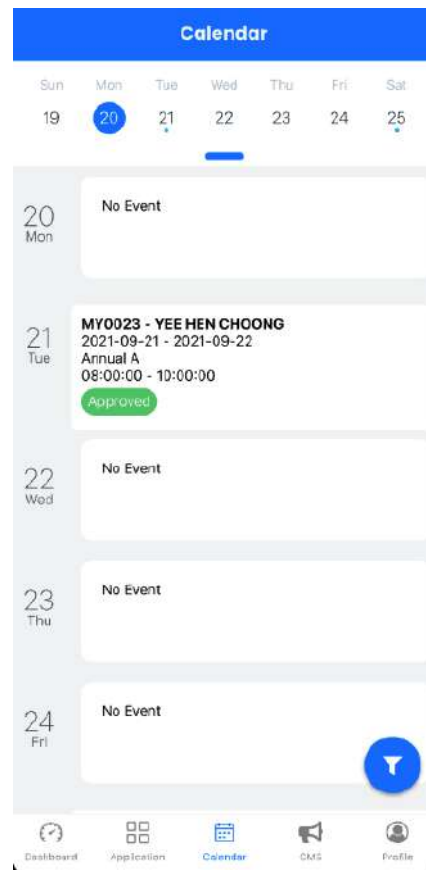 Calendar
Sun Mon Tue Wed Thu Fri Sat
19 20 21 22 23 24 25
20
Mon
No Event
21
Tue
MY0023 - YEE HEN CHOONG
2021-09-21 - 2021-09-22
Annual A
08:00:00 - 10:00:00
Approved
22
Wed
No Event
23
Thu
No Event
24
Fri
No Event
Dashboard Application Calendar CMS Profile